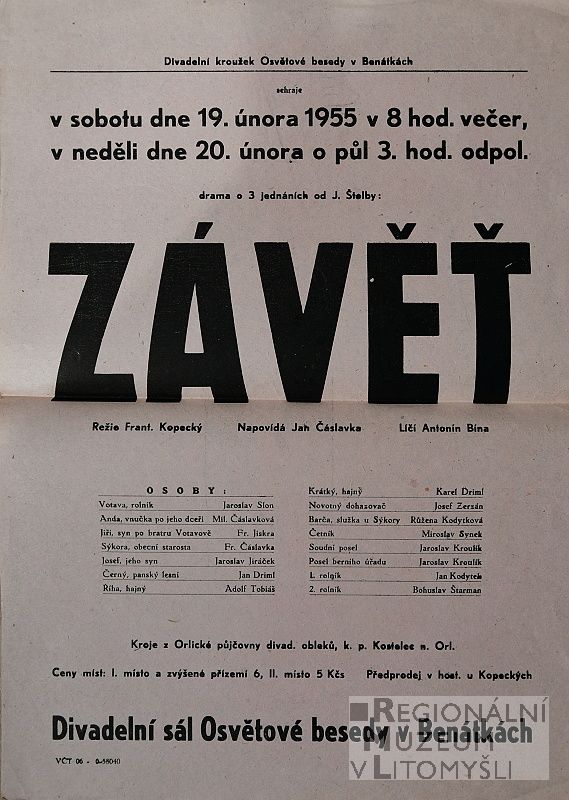 Divadelní kroužek Osvětové besedy v Benátkách
sehraje
v sobotu dne 19. února 1955 v 8 hod. večer,
v neděli dne 20. února o půl 3. hod. odpol.
drama o 3 jednáních od J. Štelby:
ZÁVĚŤ
Režie Frant. Kopecký Napovídá Jan Čáslavka Líčí Antonín Bína
OSOBY:
Votava, rolník Jaroslav Slon
Anda, vnučka po jeho dceři Mil. Čáslavková
Jiří, syn po bratru Votavově Fr. Jiskra
Sýkora, obecní starosta Fr. Čáslavka
Josef, jeho syn Jaroslav Jiráček
Černý, panský lesní Jan Driml
Říha, hajný Adolf Tobiáš
Krátký, hajný Karel Driml
Novotný dohazovač Josef Zerzán
Barča, služka u Sýkory Růžena Kodytková
Četník Miroslav Synek
Soudní posel Jaroslav Kroulík
Posel berního úřadu Jaroslav Kroulík
1. rolník Jan Kodytek
2. rolník Bohuslav Štarman
Kroje z Orlické půjčovny divad. obleků, k. p. Kostelec n. Orl.
Ceny míst: I. místo a zvýšené přízemí 6, II. místo 5 Kčs Předprodej v host. u Kopeckých
Divadelní sál Osvětové besedy v Benátkách
VČT 06 - 0-58040
REGIONÁLNÍ
MUZEUM
V LITOMYŠLI